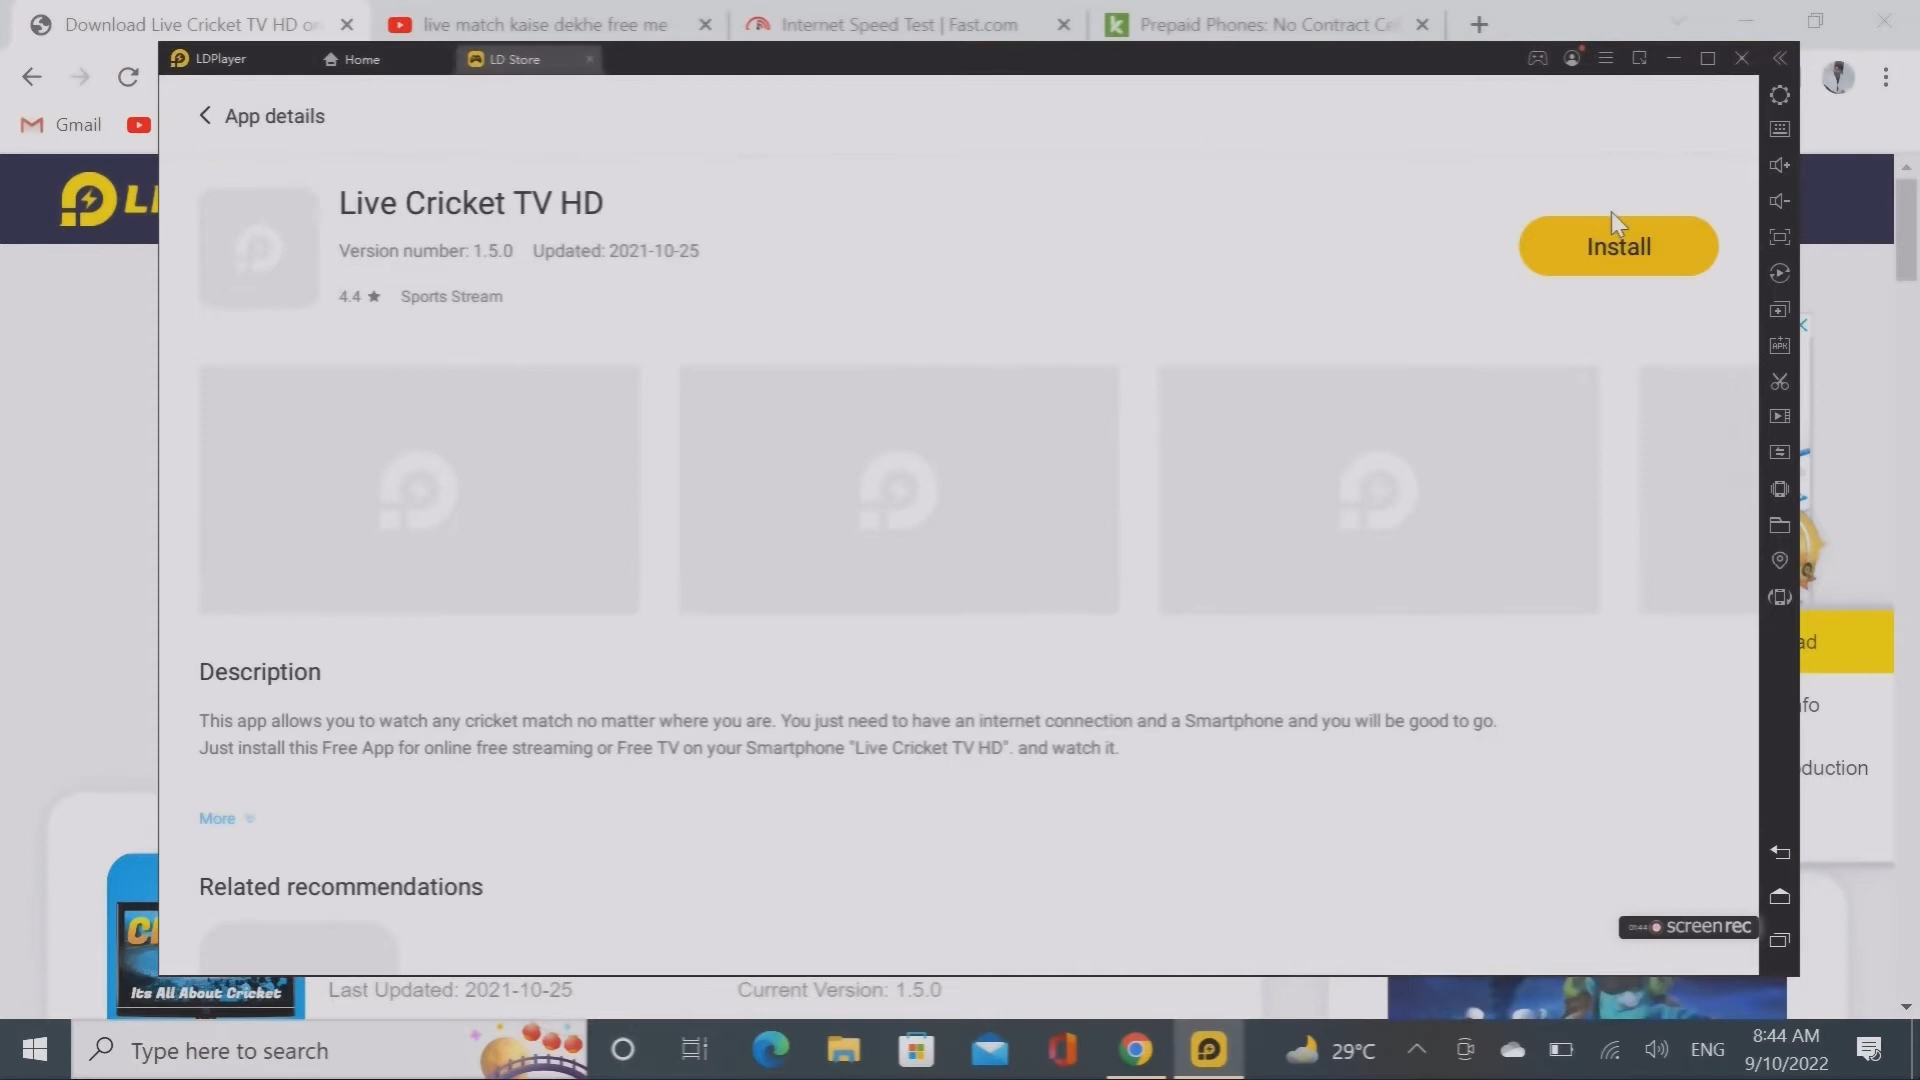 Download Live Cricket TV HD on
live match kaise dekhe free me
Internet Speed Test | Fast.com
Prepaid Phones: No Contract Cel
LDPlayer
Home
LD Store
Gmail
App details
Live Cricket TV HD
Version number: 1.5.0 Updated: 2021-10-25
4.4 ★ Sports Stream
Install
APK
ad
fo
duction
Description
This app allows you to watch any cricket match no matter where you are. You just need to have an internet connection and a Smartphone and you will be good to go.
Just install this Free App for online free streaming or Free TV on your Smartphone "Live Cricket TV HD". and watch it.
More
Related recommendations
01:44 screenrec
Its All About Cricket
Last Updated: 2021-10-25
Current Version: 1.5.0
Type here to search
29°C
ENG
8:44 AM
9/10/2022